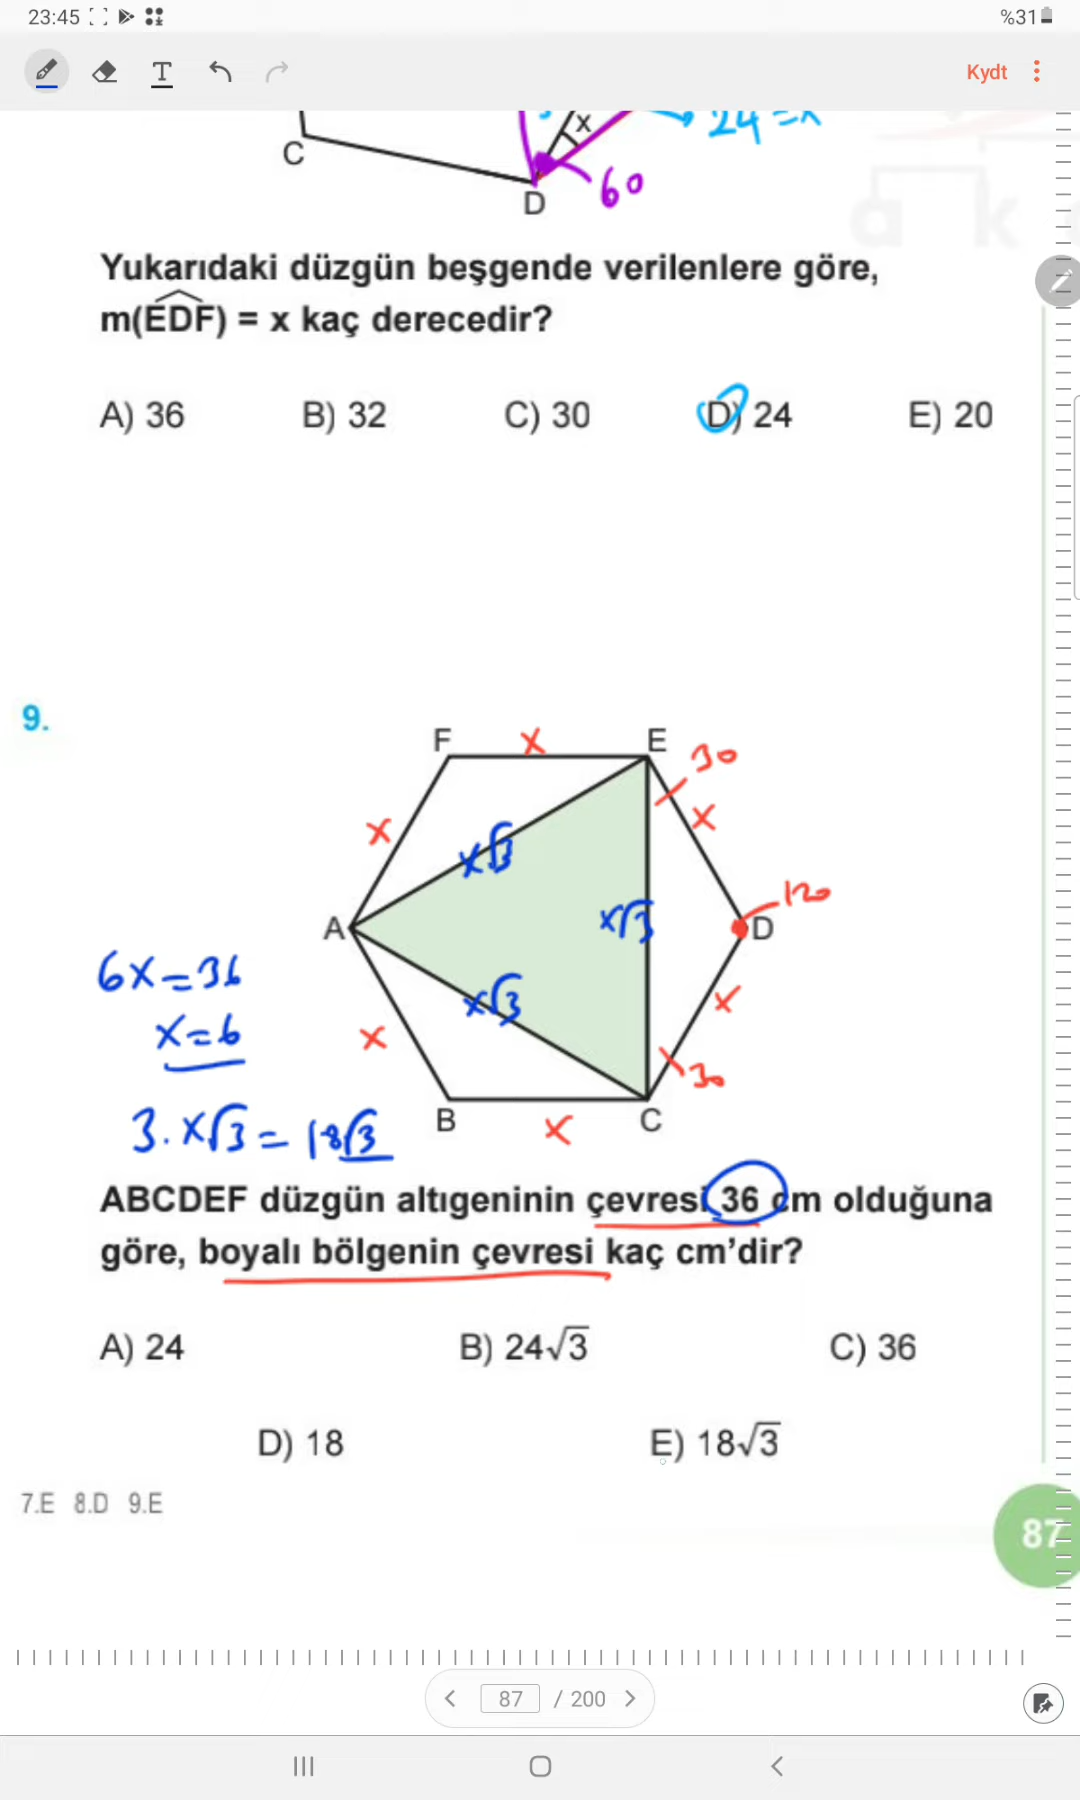 23:45
%31
T
Kydt
24=x
x
C
60
D
a k
Yukarıdaki düzgün beşgende verilenlere göre,
m(EDF) = x kaç derecedir?
A) 36 B) 32 C) 30 D) 24 E) 20
9.
F x E 30
x x
x√3
120
A x√3 D
6x=36
x√3 x
x=6 x
30
3.x√3=18√3 B x C
ABCDEF düzgün altıgeninin çevresi 36 cm olduğuna
göre, boyalı bölgenin çevresi kaç cm'dir?
A) 24 B) 24√3 C) 36
D) 18 E) 18√3
7.E 8.D 9.E
87
87 / 200